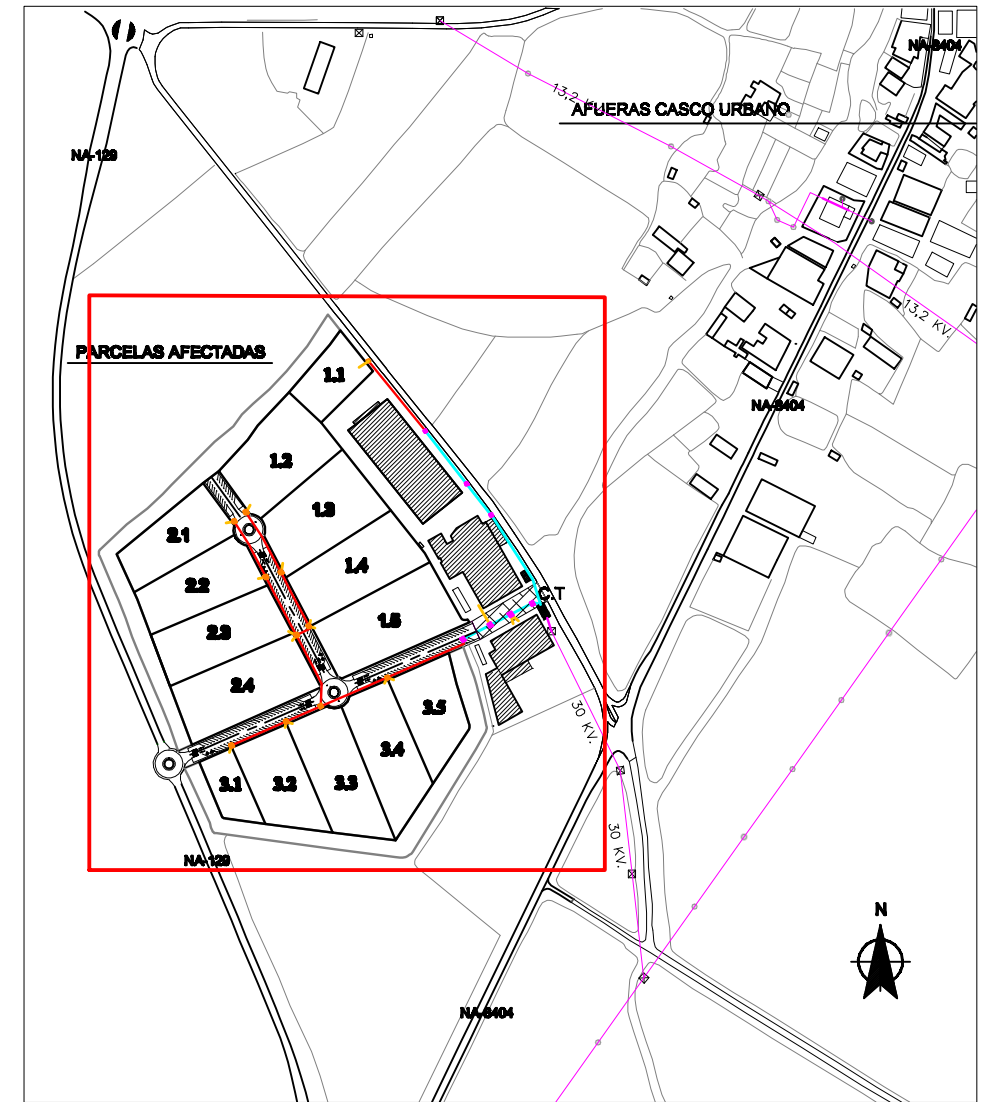 NA-8404
13,2 KV.
AFUERAS CASCO URBANO
NA-129
13,2 KV.
PARCELAS AFECTADAS
1.1
NA-8404
1.2
1.3
2.1
1.4
C.T
2.2
1.5
2.3
2.4
3.5
30 KV.
3.4
3.1
3.2
3.3
30 KV.
NA-129
N
NA-8404